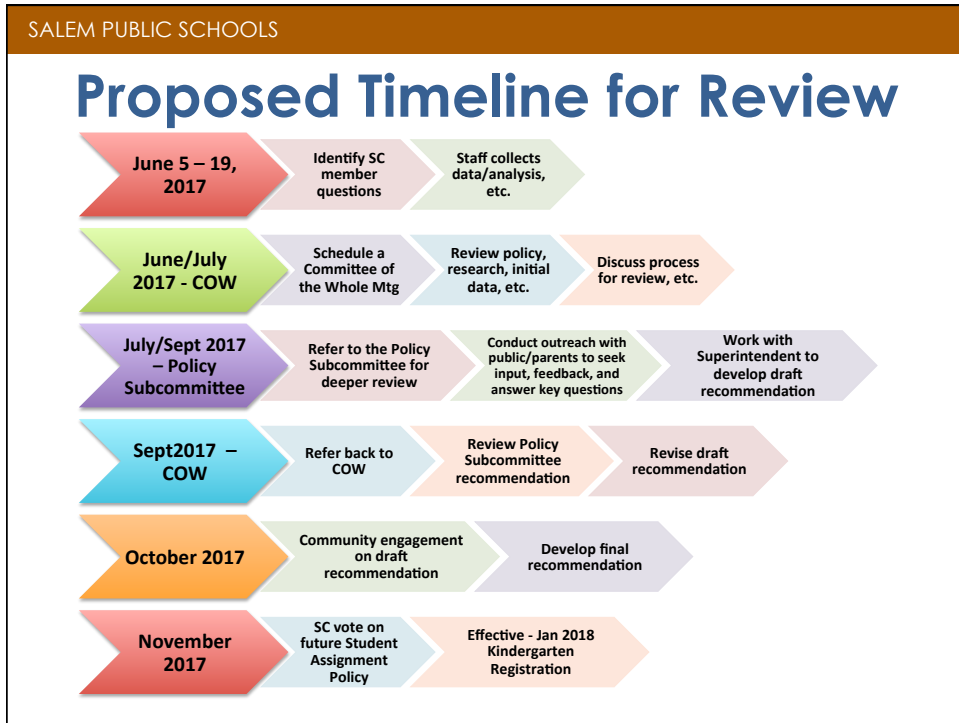 SALEM PUBLIC SCHOOLS
Proposed Timeline for Review
June 5 – 19,
2017
Identify SC
member
questions
Staff collects
data/analysis,
etc.
June/July
2017 - COW
Schedule a
Committee of
the Whole Mtg
Review policy,
research, initial
data, etc.
Discuss process
for review, etc.
July/Sept 2017
– Policy
Subcommittee
Refer to the Policy
Subcommittee for
deeper review
Conduct outreach with
public/parents to seek
input, feedback, and
answer key questions
Work with
Superintendent to
develop draft
recommendation
Sept2017 –
COW
Refer back to
COW
Review Policy
Subcommittee
recommendation
Revise draft
recommendation
October 2017
Community engagement
on draft
recommendation
Develop final
recommendation
November
2017
SC vote on
future Student
Assignment
Policy
Effective - Jan 2018
Kindergarten
Registration